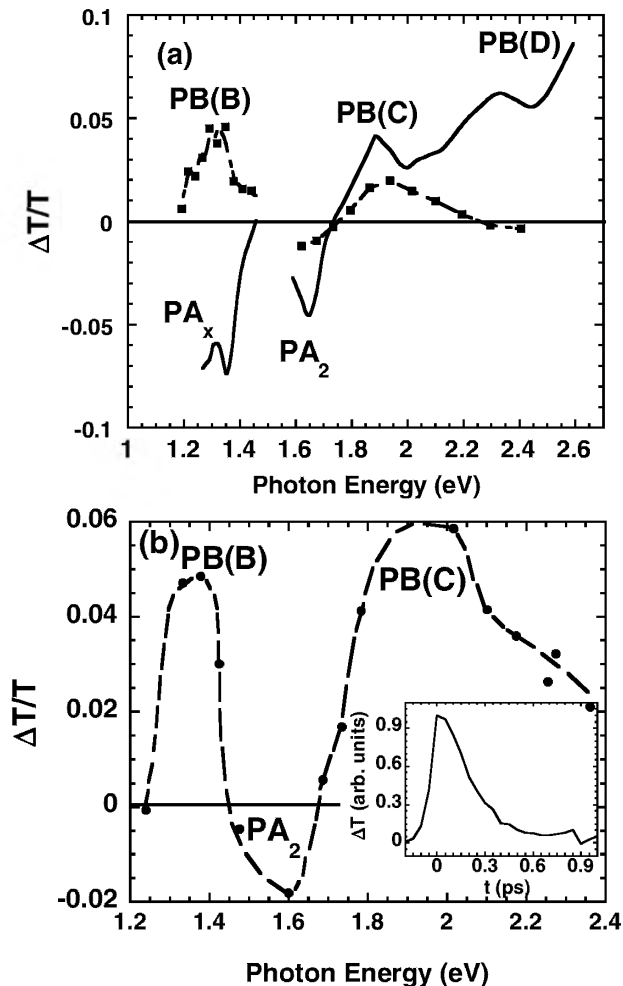 0.1
(a)
PB(D)
PB(B)
PB(C)
0.05
ΔT/T
0
-0.05
PAx
PA2
-0.1
1 1.2 1.4 1.6 1.8 2 2.2 2.4 2.6
Photon Energy (eV)
0.06
(b)
PB(B)
PB(C)
0.04
ΔT/T
0.02
0
PA2
-0.02
ΔT (arb. units)
0.9
0.6
0.3
0
0 0.3 0.6 0.9
t (ps)
1.2 1.4 1.6 1.8 2 2.2 2.4
Photon Energy (eV)